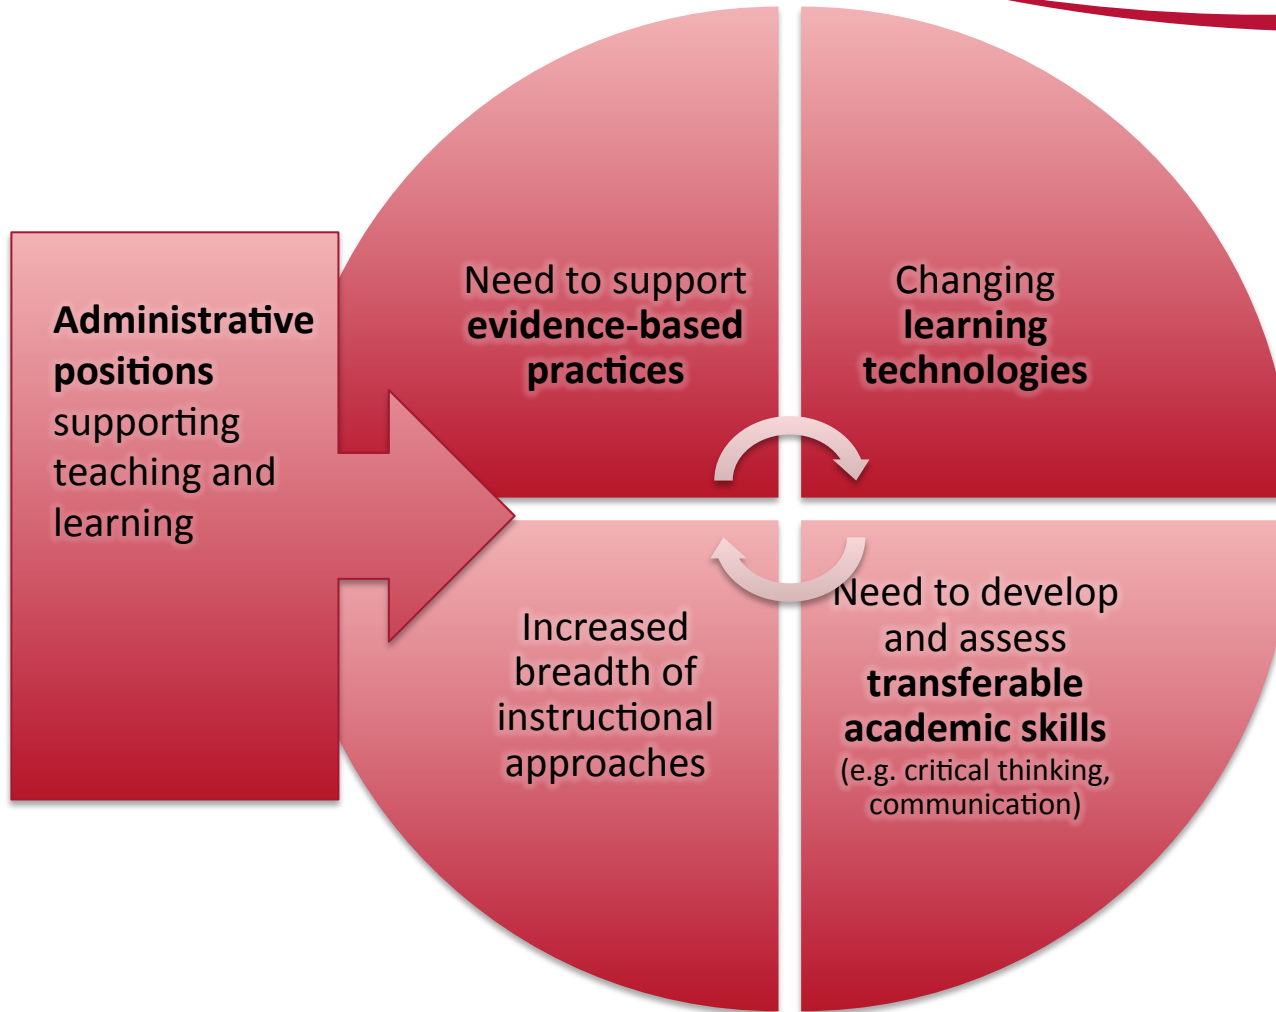 Administrative
positions
supporting
teaching and
learning
Need to support
evidence-based
practices
Changing
learning
technologies
Increased
breadth of
instructional
approaches
Need to develop
and assess
transferable
academic skills
(e.g. critical thinking,
communication)